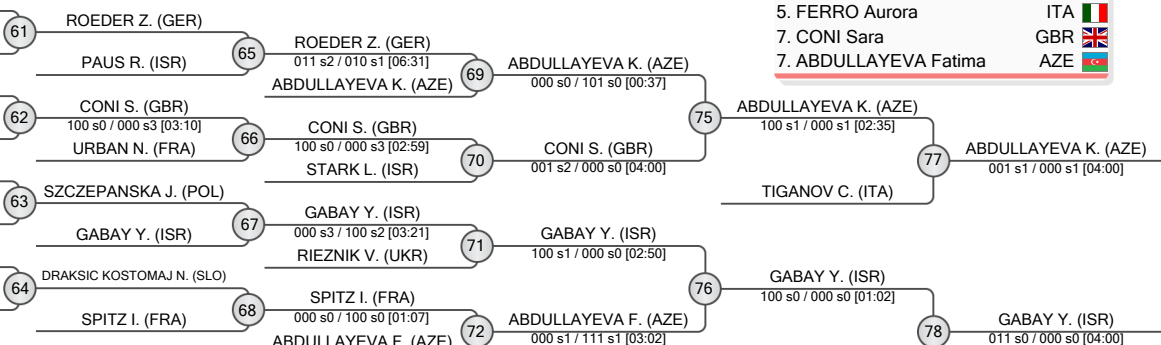 61
ROEDER Z. (GER)
PAUS R. (ISR)
65
ROEDER Z. (GER)
011 s2 / 010 s1 [06:31]
ABDULLAYEVA K. (AZE)
69
ABDULLAYEVA K. (AZE)
000 s0 / 101 s0 [00:37]
62
CONI S. (GBR)
100 s0 / 000 s3 [03:10]
URBAN N. (FRA)
66
CONI S. (GBR)
100 s0 / 000 s3 [02:59]
STARK L. (ISR)
70
CONI S. (GBR)
001 s2 / 000 s0 [04:00]
75
ABDULLAYEVA K. (AZE)
100 s1 / 000 s1 [02:35]
TIGANOV C. (ITA)
77
ABDULLAYEVA K. (AZE)
001 s1 / 000 s1 [04:00]
63
SZCZEPANSKA J. (POL)
GABAY Y. (ISR)
67
GABAY Y. (ISR)
000 s3 / 100 s2 [03:21]
RIEZNIK V. (UKR)
71
GABAY Y. (ISR)
100 s1 / 000 s0 [02:50]
64
DRAKSIC KOSTOMAJ N. (SLO)
SPITZ I. (FRA)
68
SPITZ I. (FRA)
000 s0 / 100 s0 [01:07]
ABDULLAYEVA F. (AZE)
72
ABDULLAYEVA F. (AZE)
000 s1 / 111 s1 [03:02]
76
GABAY Y. (ISR)
100 s0 / 000 s0 [01:02]
78
GABAY Y. (ISR)
011 s0 / 000 s0 [04:00]
5. FERRO Aurora ITA
7. CONI Sara GBR
7. ABDULLAYEVA Fatima AZE